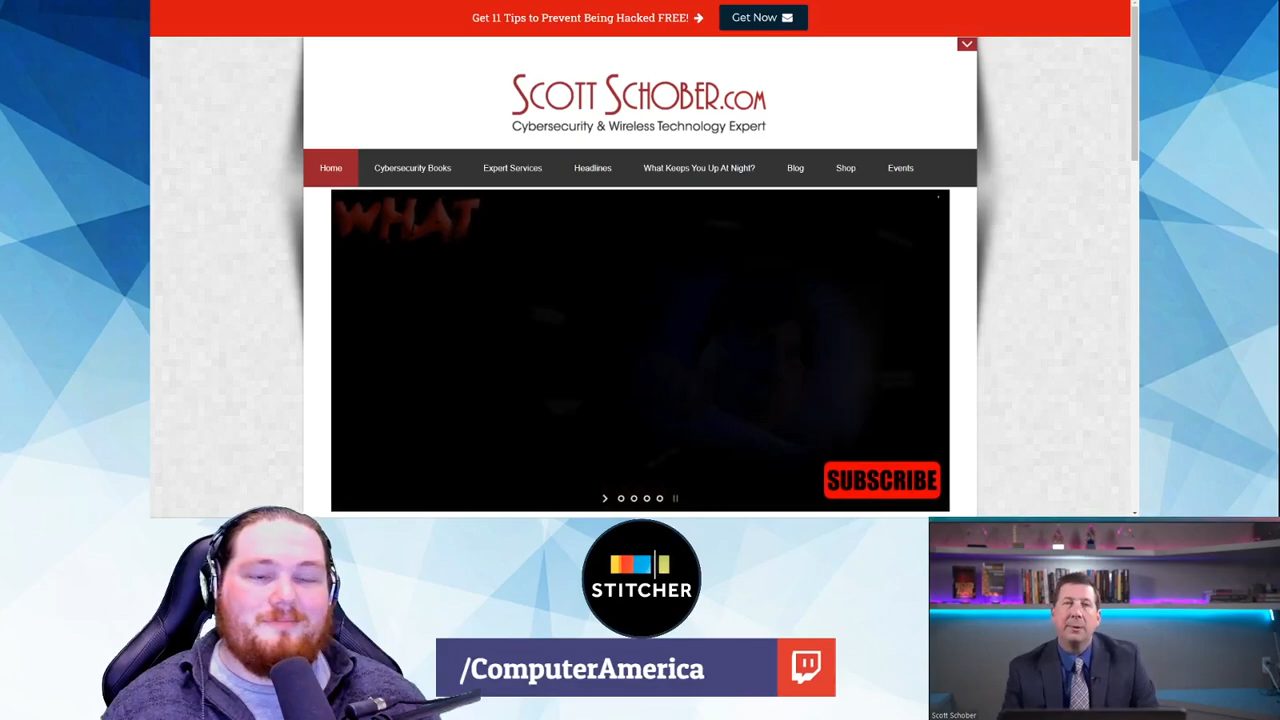 Get 11 Tips to Prevent Being Hacked FREE!
Get Now
SCOTT SCHOBER.COM
Cybersecurity & Wireless Technology Expert
Home Cybersecurity Books Expert Services Headlines What Keeps You Up At Night? Blog Shop Events
WHAT
SUBSCRIBE
STITCHER
/ComputerAmerica
Scott Schober